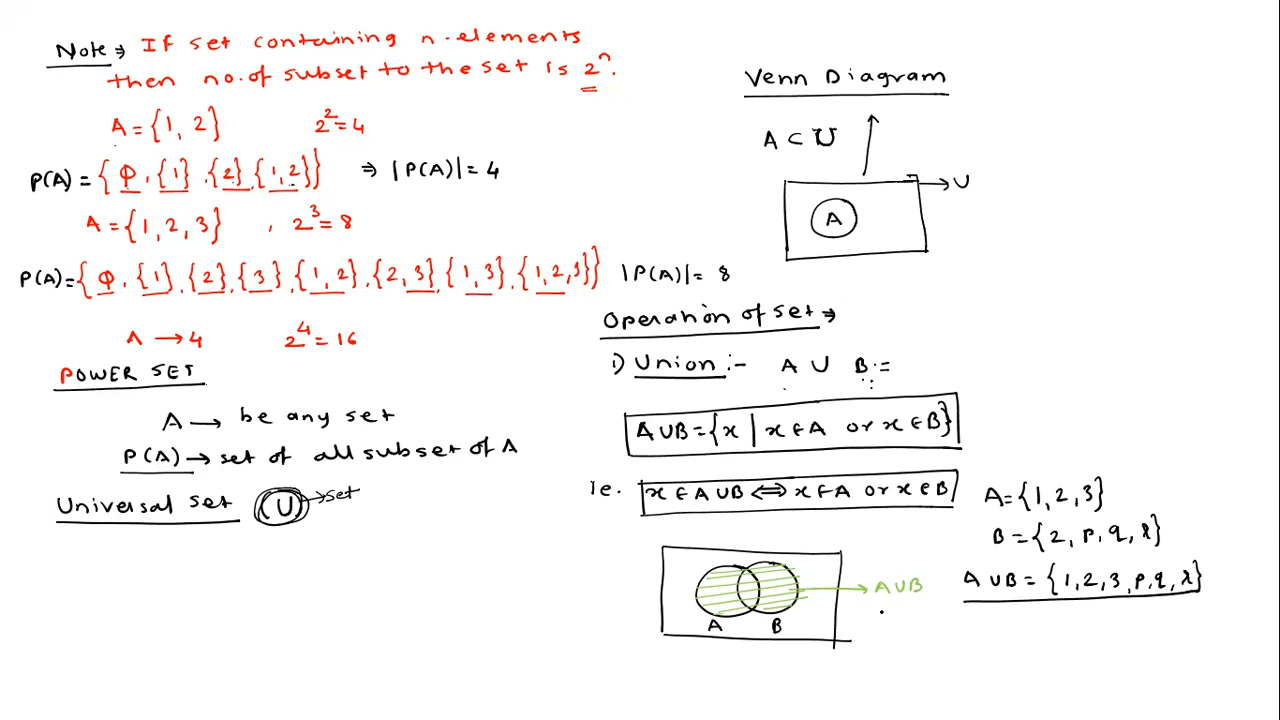 Note ⇒ If set containing n. elements
then no. of subset to the set is 2ⁿ.
A = {1, 2} 2² = 4
P(A) = { φ, {1}, {2}, {1,2}} ⇒ |P(A)| = 4
A = {1, 2, 3} , 2³ = 8
P(A) = { φ, {1}, {2}, {3}, {1, 2}, {2, 3}, {1, 3}, {1, 2, 3}} |P(A)| = 8
A → 4 2⁴ = 16
POWER SET
A → be any set
P(A) → set of all subset of A
Universal set (U) → set
Venn Diagram
A ⊂ U
U
A
Operation of set ⇒
1) Union :- A ∪ B :=
A∪B = {x | x ∈ A or x ∈ B}
ie. x ∈ A∪B ⟺ x ∈ A or x ∈ B
A = {1, 2, 3}
B = {2, p, q, r}
A∪B = {1, 2, 3, p, q, r}
A∪B
A B